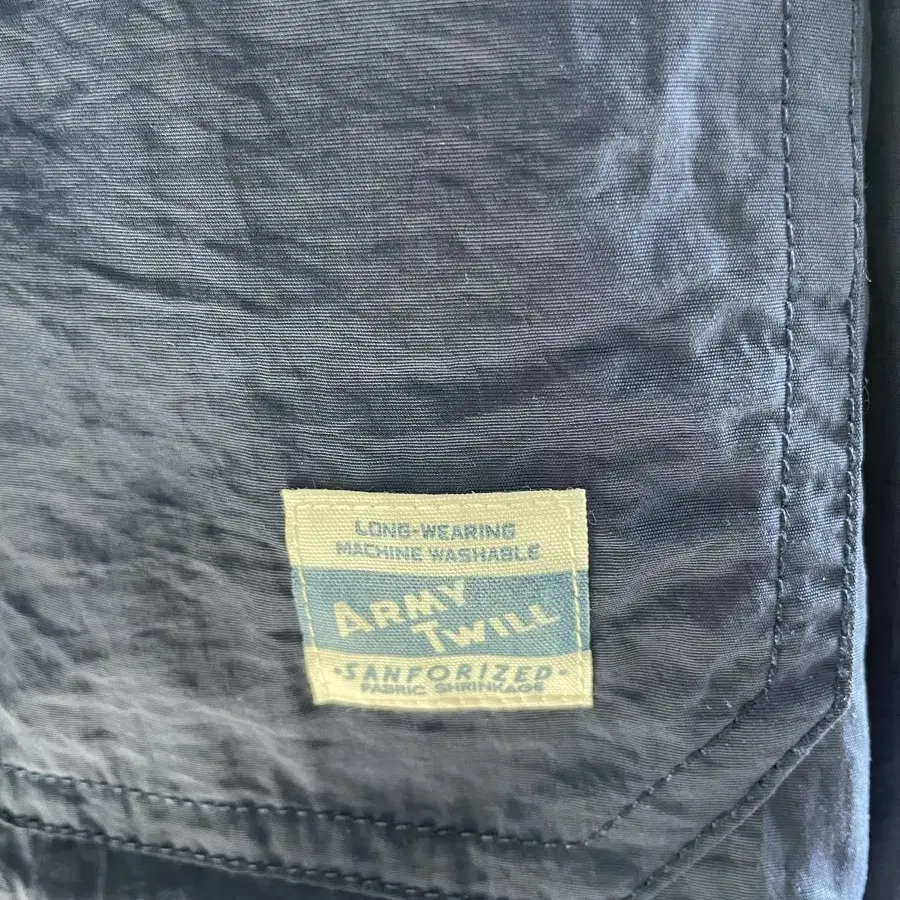 LONG-WEARING
MACHINE WASHABLE
ARMY
TWILL
·SANFORIZED·
FABRIC SHRINKAGE